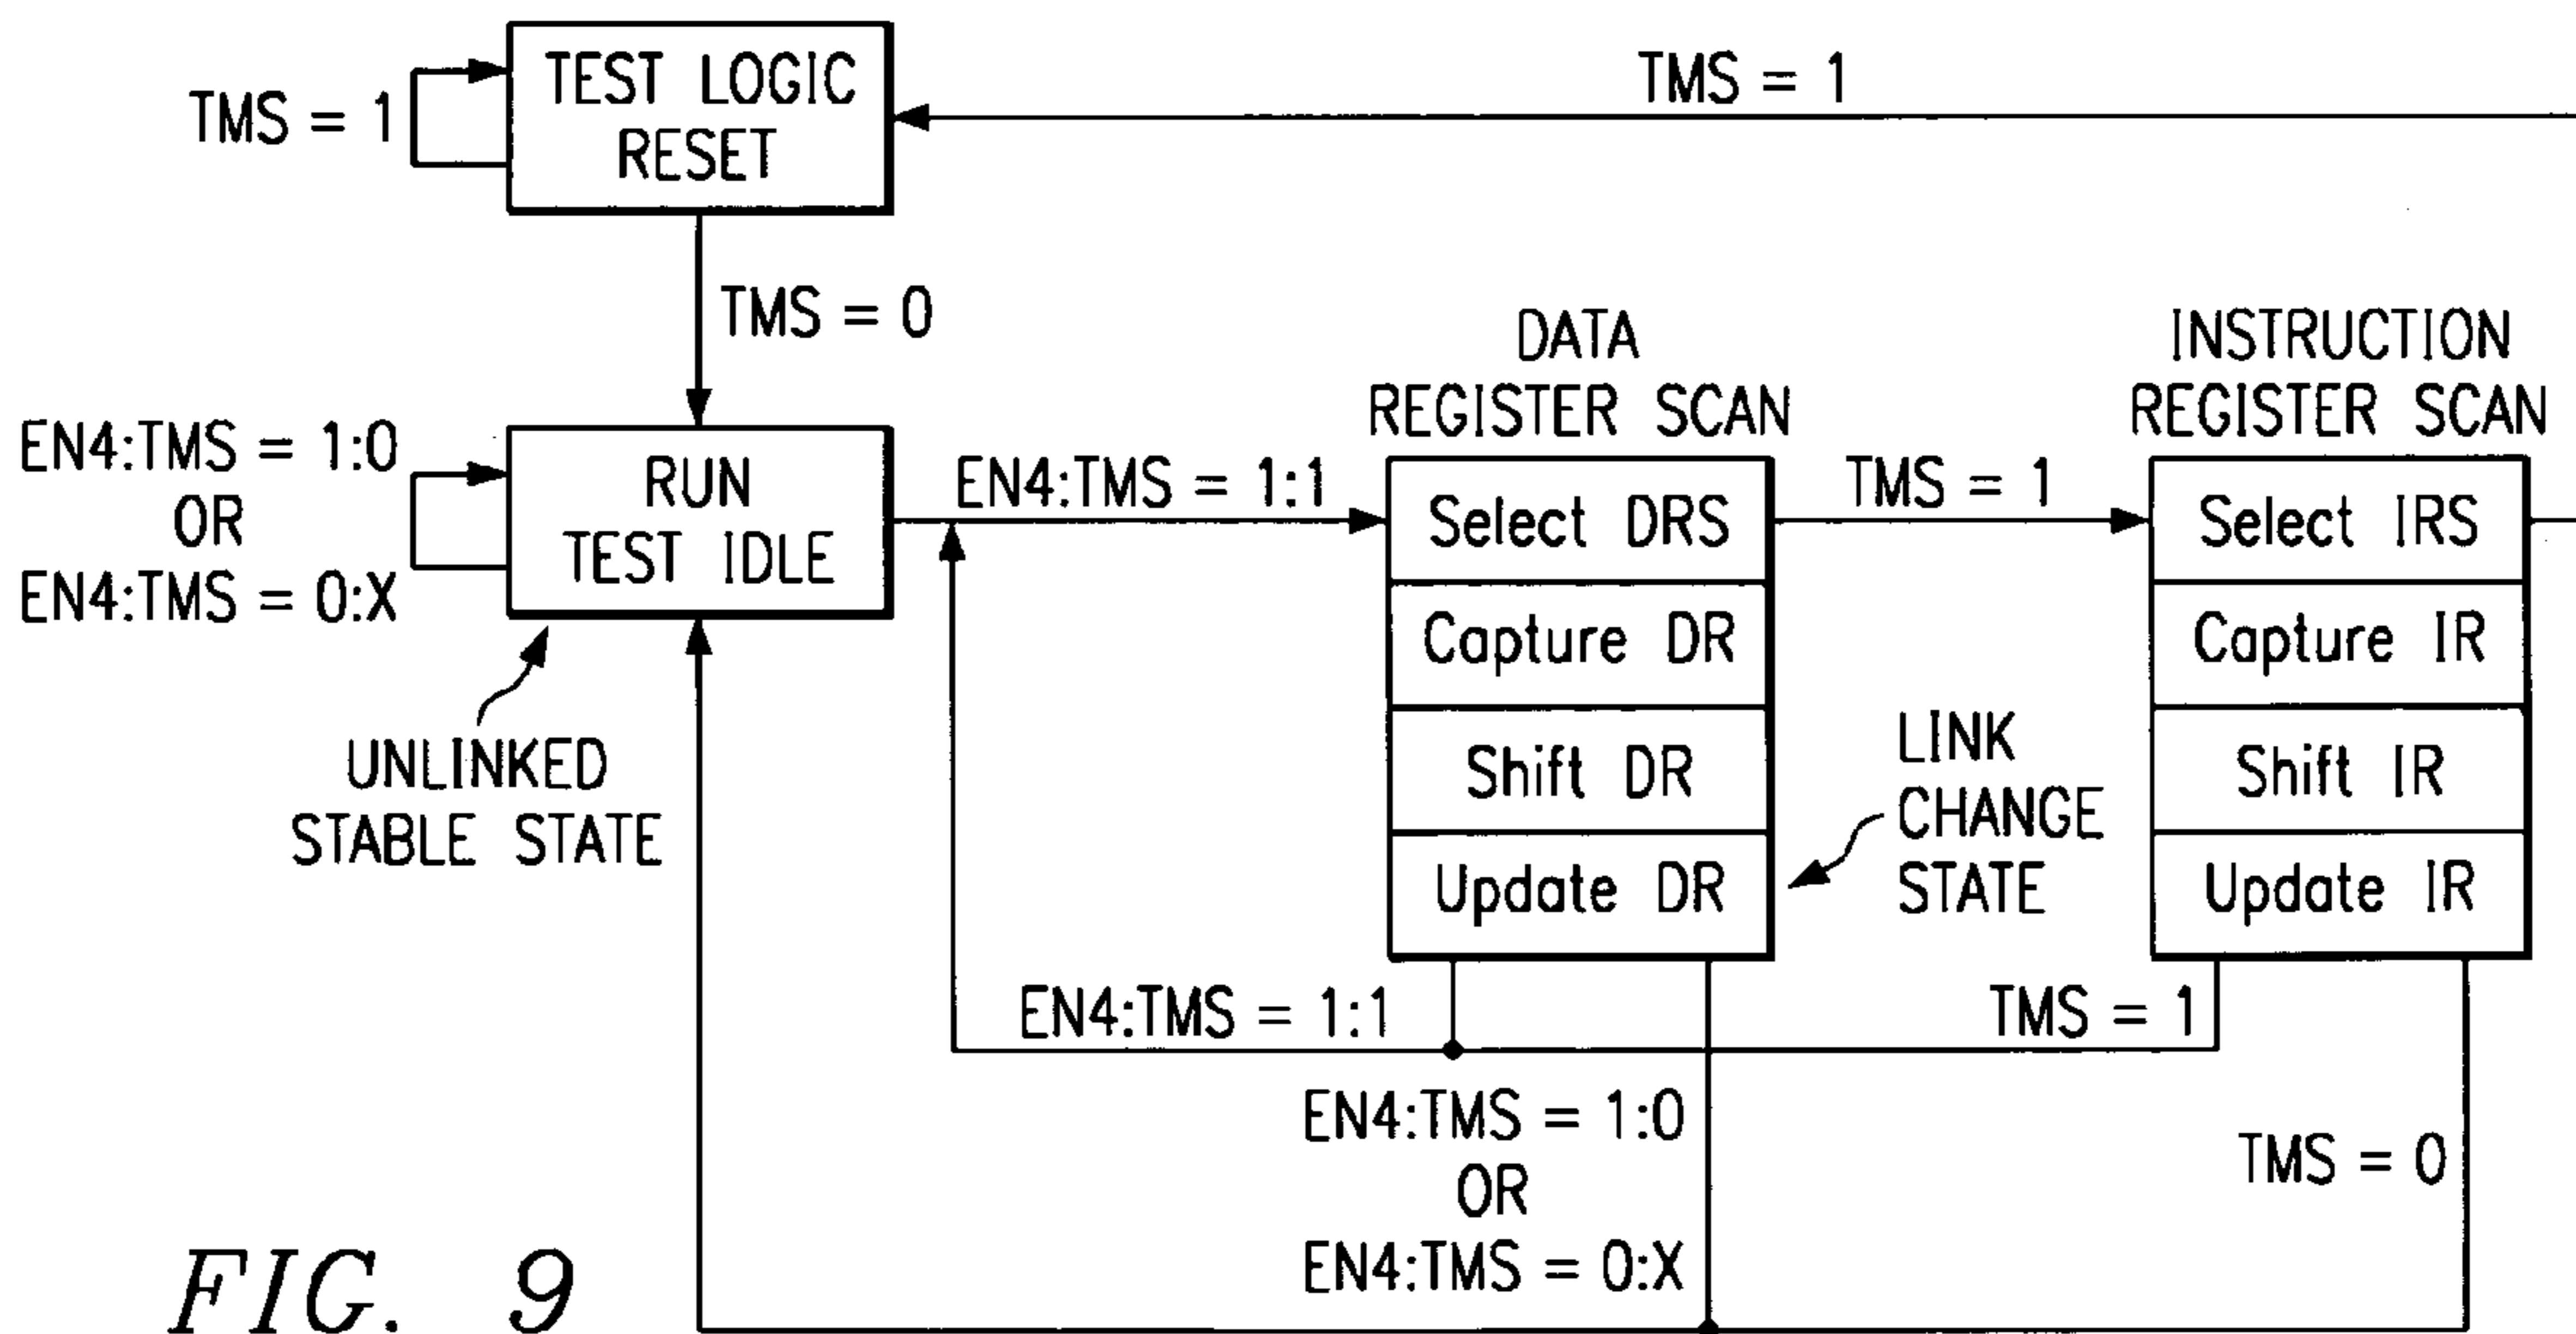 TEST LOGIC
RESET
TMS = 1
TMS = 1
TMS = 0
EN4:TMS = 1:0
OR
EN4:TMS = 0:X
RUN
TEST IDLE
EN4:TMS = 1:1
UNLINKED
STABLE STATE
DATA
REGISTER SCAN
Select DRS
Capture DR
Shift DR
Update DR
TMS = 1
LINK
CHANGE
STATE
INSTRUCTION
REGISTER SCAN
Select IRS
Capture IR
Shift IR
Update IR
EN4:TMS = 1:1
TMS = 1
EN4:TMS = 1:0
OR
EN4:TMS = 0:X
TMS = 0
FIG. 9